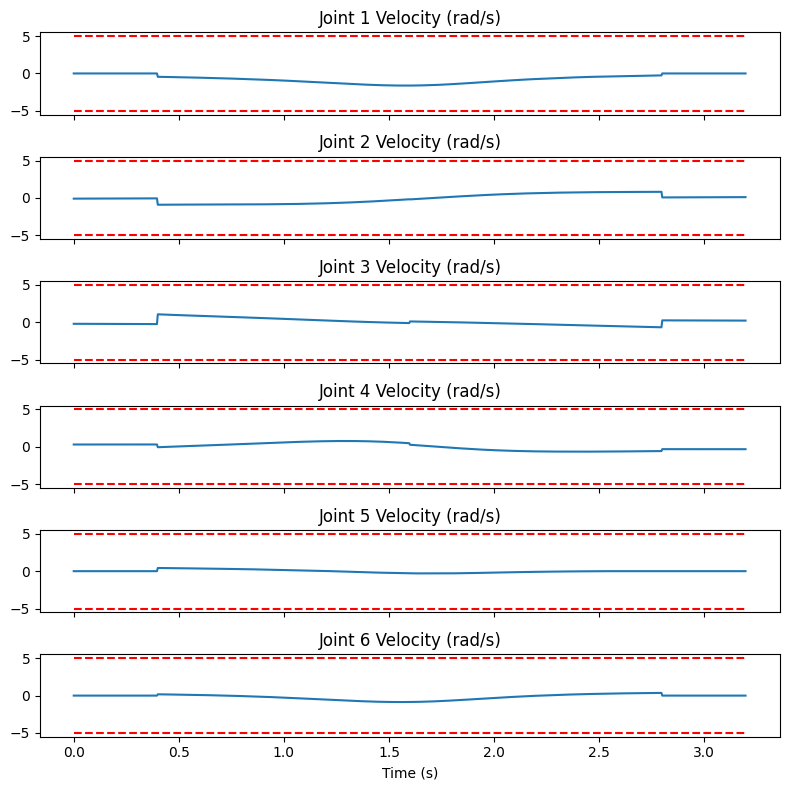 Joint 1 Velocity (rad/s)
5
0
−5
Joint 2 Velocity (rad/s)
5
0
−5
Joint 3 Velocity (rad/s)
5
0
−5
Joint 4 Velocity (rad/s)
5
0
−5
Joint 5 Velocity (rad/s)
5
0
−5
Joint 6 Velocity (rad/s)
5
0
−5
0.0 0.5 1.0 1.5 2.0 2.5 3.0
Time (s)